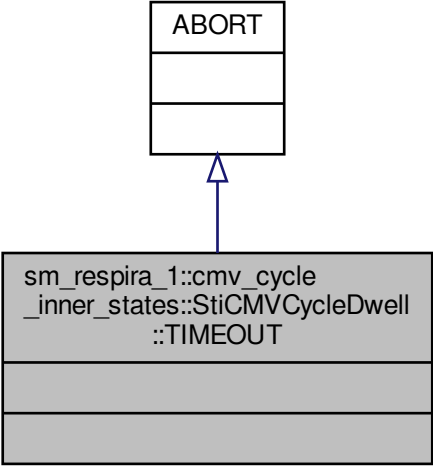 ABORT
sm_respira_1::cmv_cycle
_inner_states::StiCMVCycleDwell
::TIMEOUT